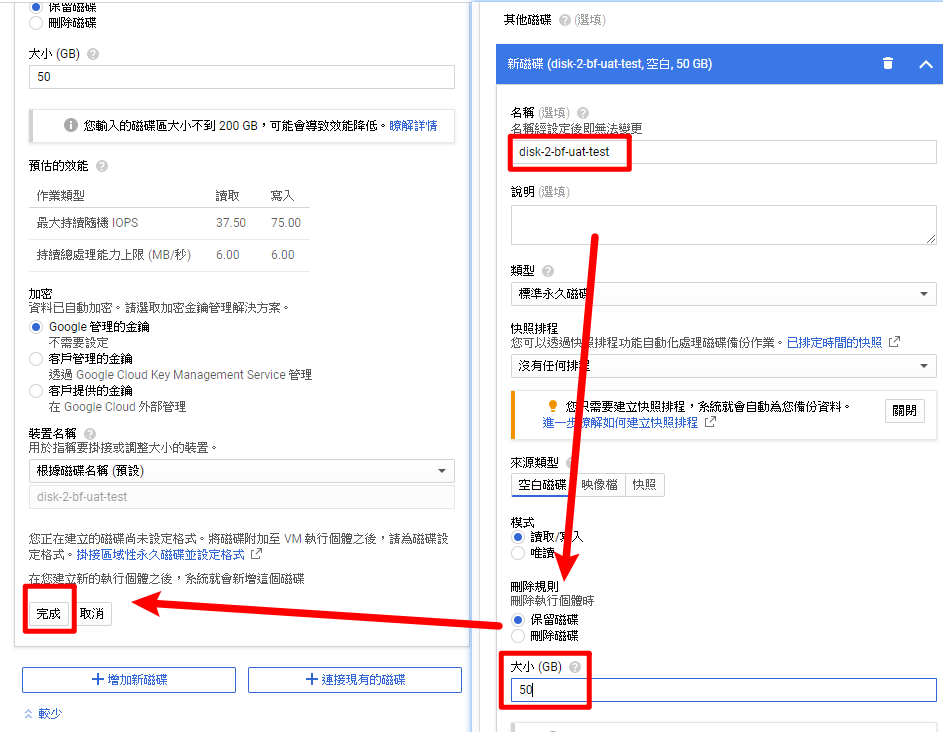 保留磁碟
刪除磁碟
大小 (GB)
50
您輸入的磁碟區大小不到 200 GB，可能會導致效能降低。瞭解詳情
預估的效能
作業類型 讀取 寫入
最大持續隨機 IOPS 37.50 75.00
持續總處理能力上限 (MB/秒) 6.00 6.00
加密
資料已自動加密。請選取加密金鑰管理解決方案。
Google 管理的金鑰
不需要設定
客戶管理的金鑰
透過 Google Cloud Key Management Service 管理
客戶提供的金鑰
在 Google Cloud 外部管理
裝置名稱
用於指稱要掛接或調整大小的裝置。
根據磁碟名稱 (預設)
disk-2-bf-uat-test
您正在建立的磁碟尚未設定格式。將磁碟附加至 VM 執行個體之後，請為磁碟設
定格式。掛接區域性永久磁碟並設定格式
在您建立新的執行個體之後，系統就會新增這個磁碟
完成 取消
增加新磁碟 連接現有的磁碟
較少
其他磁碟 (選填)
新磁碟 (disk-2-bf-uat-test, 空白, 50 GB)
名稱 (選填)
名稱經設定後即無法變更
disk-2-bf-uat-test
說明 (選填)
類型
標準永久磁碟
快照排程
您可以透過快照排程功能自動化處理磁碟備份作業。已排定時間的快照
沒有任何排程
您只需要建立快照排程，系統就會自動為您備份資料。
進一步瞭解如何建立快照排程
關閉
來源類型
空白磁碟 映像檔 快照
模式
讀取/寫入
唯讀
刪除規則
刪除執行個體時
保留磁碟
刪除磁碟
大小 (GB)
50